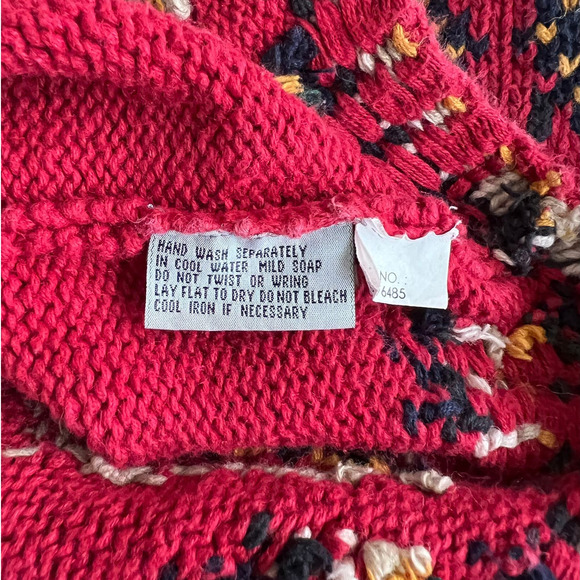 HAND WASH SEPARATELY
IN COOL WATER MILD SOAP
DO NOT TWIST OR WRING
LAY FLAT TO DRY DO NOT BLEACH
COOL IRON IF NECESSARY
NO.
6485